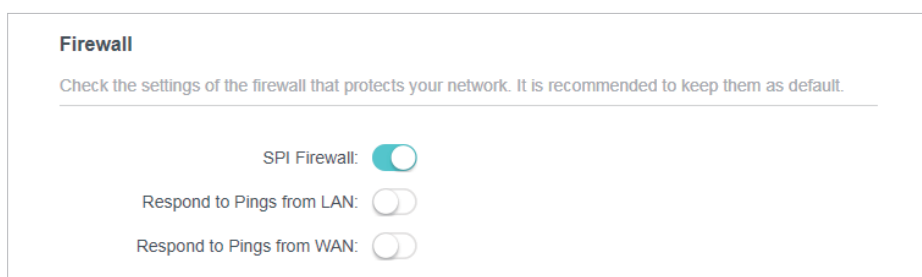 Firewall
Check the settings of the firewall that protects your network. It is recommended to keep them as default.
SPI Firewall:
Respond to Pings from LAN:
Respond to Pings from WAN: